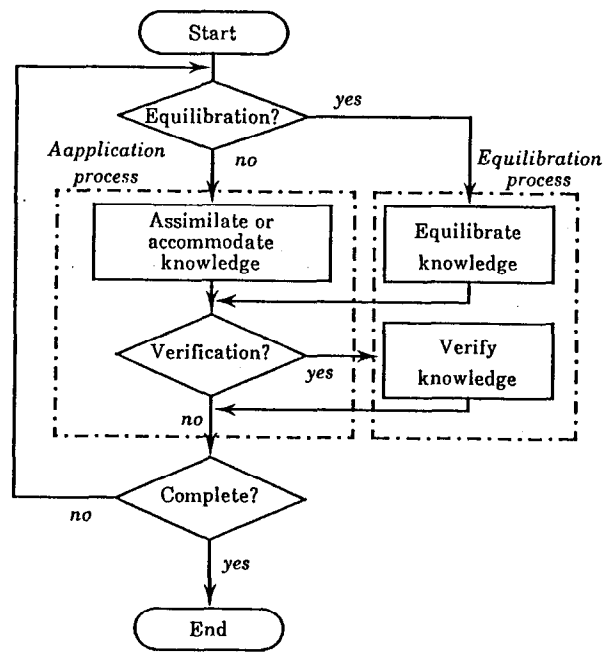 Start
Equilibration?
yes
no
Aapplication
process
Equilibration
process
Assimilate or
accommodate
knowledge
Equilibrate
knowledge
Verification?
yes
no
Verify
knowledge
Complete?
no
yes
End